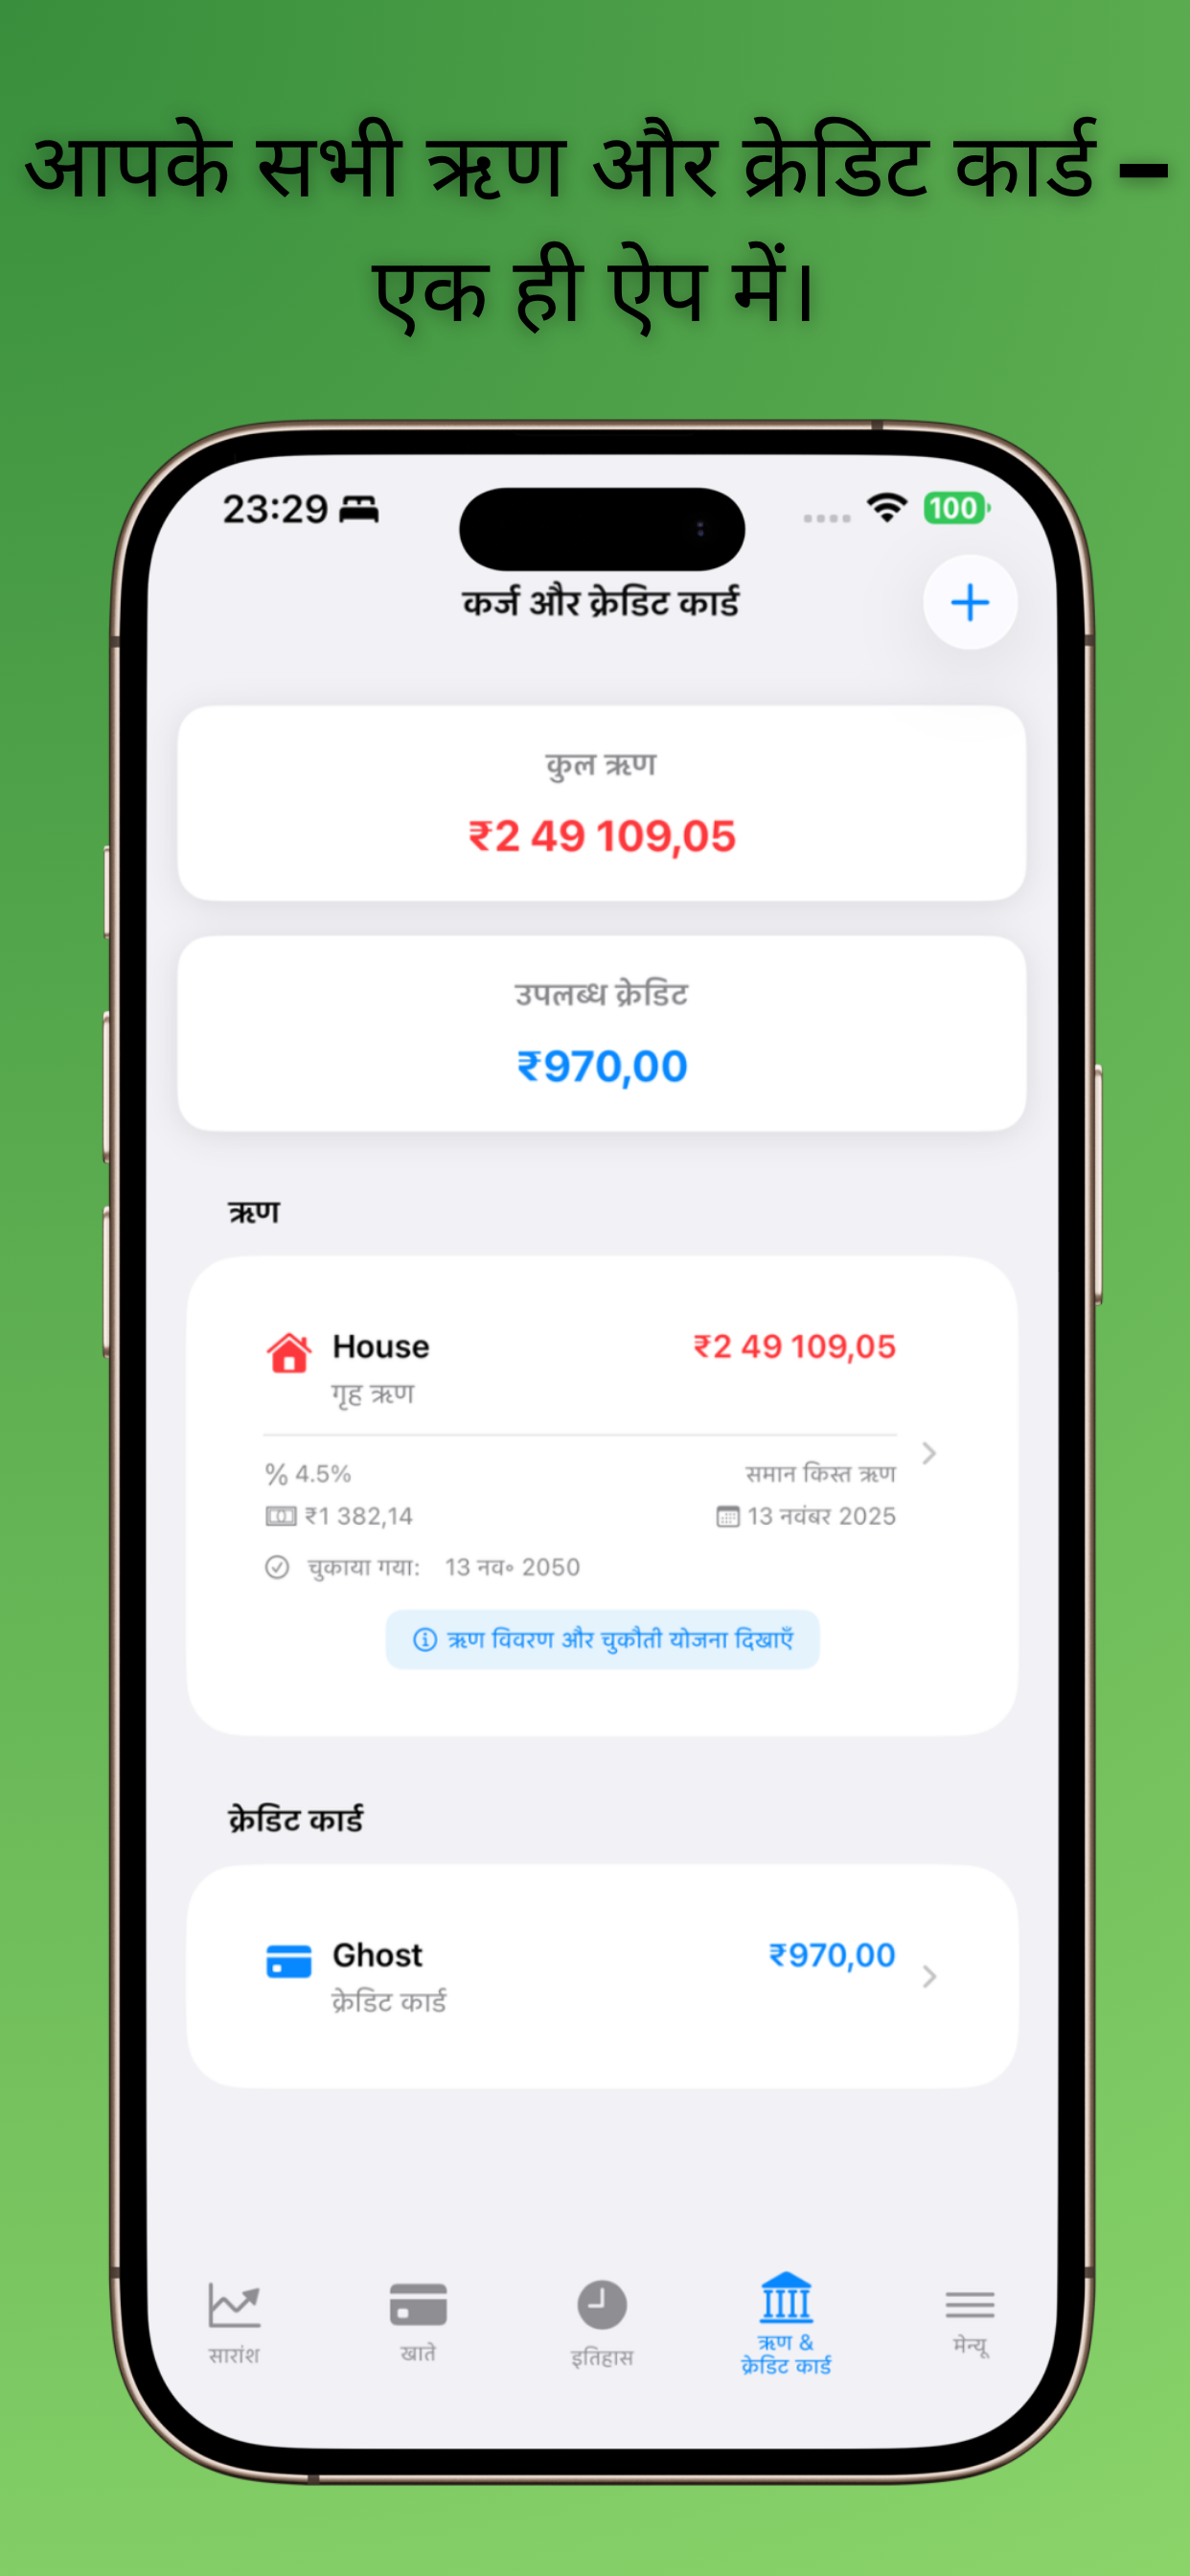 आपके सभी ऋण और क्रेडिट कार्ड –
एक ही ऐप में।
23:29
100
कर्ज और क्रेडिट कार्ड
कुल ऋण
₹2 49 109,05
उपलब्ध क्रेडिट
₹970,00
ऋण
House ₹2 49 109,05
गृह ऋण
% 4.5% समान किस्त ऋण
₹1 382,14 13 नवंबर 2025
चुकाया गया: 13 नव॰ 2050
ऋण विवरण और चुकौती योजना दिखाएँ
क्रेडिट कार्ड
Ghost ₹970,00
क्रेडिट कार्ड
सारांश
खाते
इतिहास
ऋण &
क्रेडिट कार्ड
मेन्यू